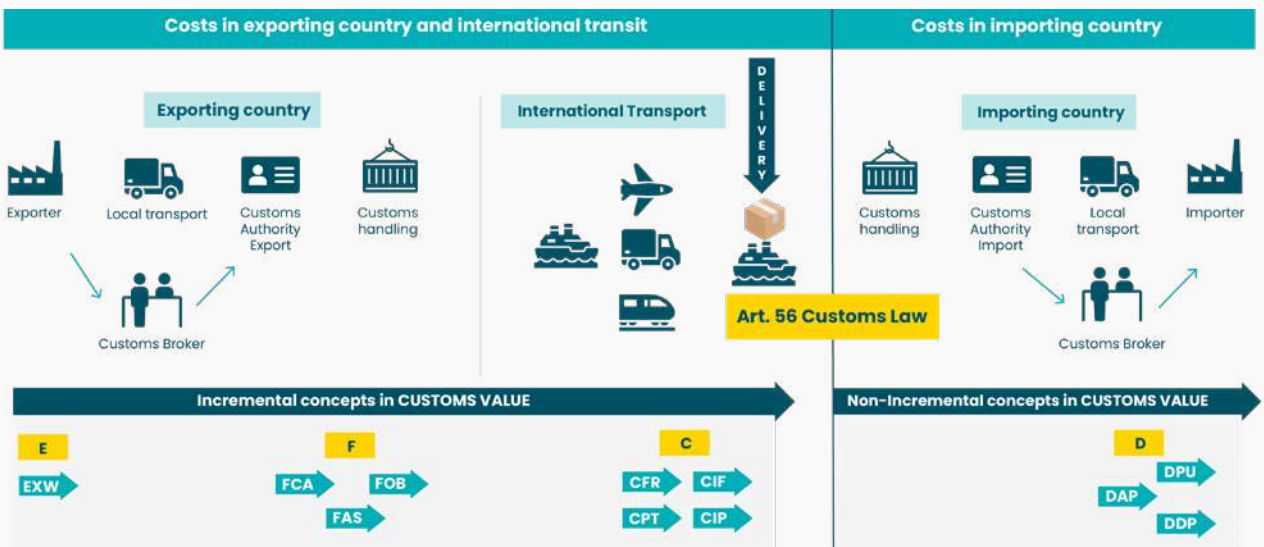 Costs in exporting country and international transit
Costs in importing country
DELIVERY
Exporting country
International Transport
Importing country
Exporter
Local transport
Customs
Authority
Export
Customs
handling
Customs Broker
Art. 56 Customs Law
Customs
handling
Customs
Authority
Import
Local
transport
Importer
Customs Broker
Incremental concepts in CUSTOMS VALUE
Non-Incremental concepts in CUSTOMS VALUE
E
EXW
F
FCA
FOB
FAS
C
CFR
CIF
CPT
CIP
D
DPU
DAP
DDP